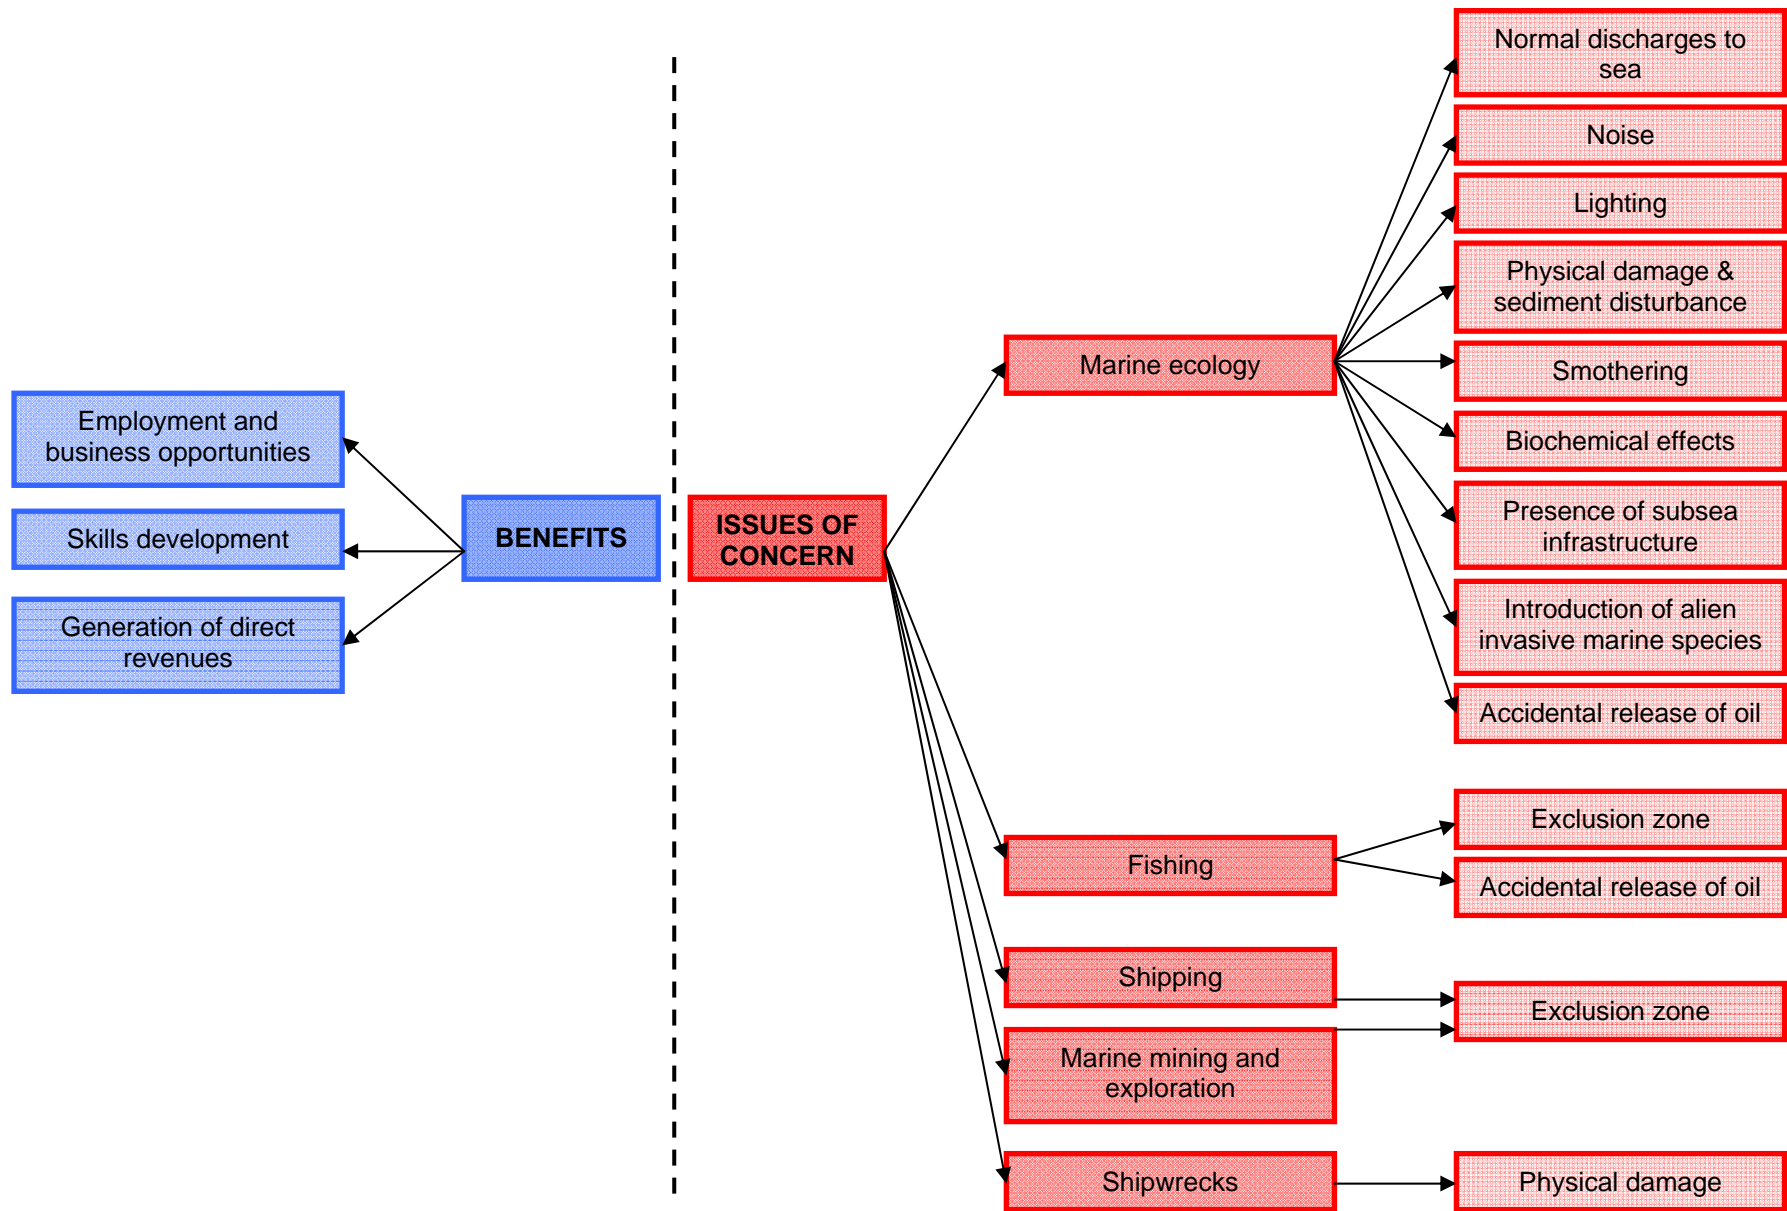 Employment and
business opportunities
Skills development
Generation of direct
revenues
BENEFITS
ISSUES OF
CONCERN
Marine ecology
Fishing
Shipping
Marine mining and
exploration
Shipwrecks
Normal discharges to
sea
Noise
Lighting
Physical damage &
sediment disturbance
Smothering
Biochemical effects
Presence of subsea
infrastructure
Introduction of alien
invasive marine species
Accidental release of oil
Exclusion zone
Accidental release of oil
Exclusion zone
Physical damage